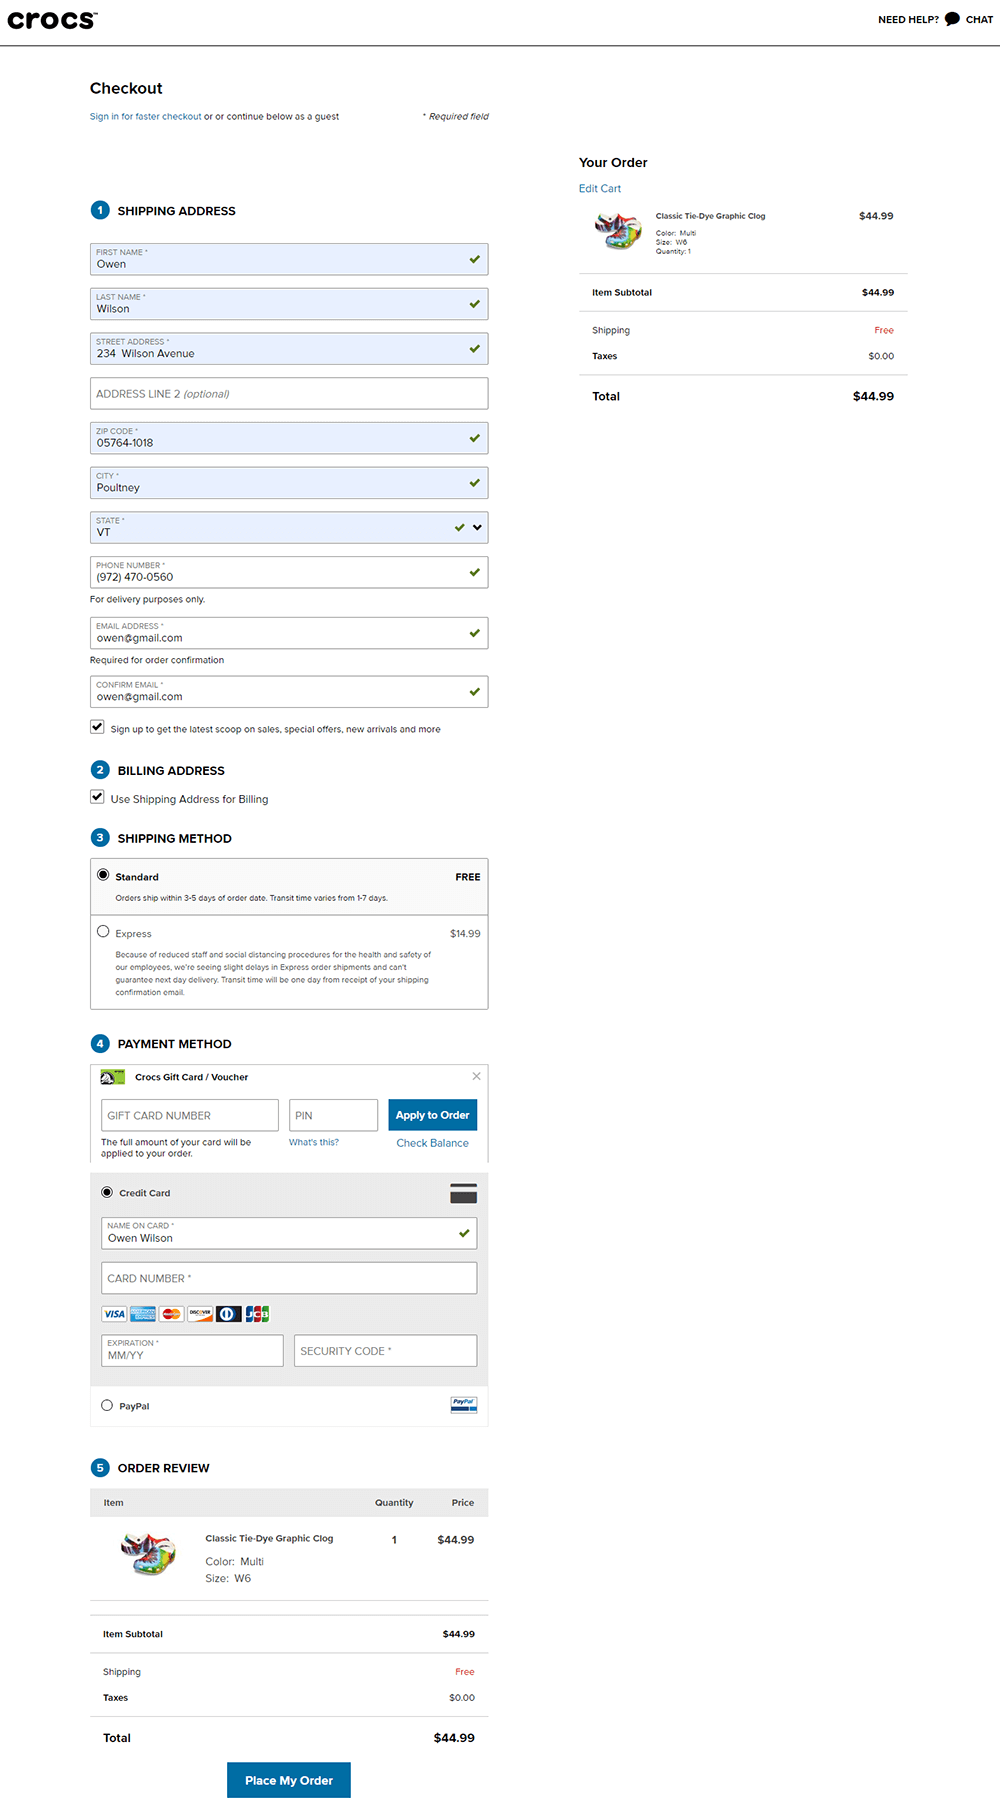 crocs™
NEED HELP? CHAT
Checkout
Sign in for faster checkout or or continue below as a guest
* Required field
1 SHIPPING ADDRESS
FIRST NAME *
Owen
LAST NAME *
Wilson
STREET ADDRESS *
234 Wilson Avenue
ADDRESS LINE 2 (optional)
ZIP CODE *
05764-1018
CITY *
Poultney
STATE *
VT
PHONE NUMBER *
(972) 470-0560
For delivery purposes only.
EMAIL ADDRESS *
owen@gmail.com
Required for order confirmation
CONFIRM EMAIL *
owen@gmail.com
Sign up to get the latest scoop on sales, special offers, new arrivals and more
2 BILLING ADDRESS
Use Shipping Address for Billing
3 SHIPPING METHOD
Standard FREE
Orders ship within 3-5 days of order date. Transit time varies from 1-7 days.
Express $14.99
Because of reduced staff and social distancing procedures for the health and safety of
our employees, we're seeing slight delays in Express order shipments and can't
guarantee next day delivery. Transit time will be one day from receipt of your shipping
confirmation email.
4 PAYMENT METHOD
Crocs Gift Card / Voucher
GIFT CARD NUMBER PIN Apply to Order
The full amount of your card will be
applied to your order.
What's this? Check Balance
Credit Card
NAME ON CARD *
Owen Wilson
CARD NUMBER *
VISA AMERICAN EXPRESS MasterCard DISCOVER JCB
EXPIRATION *
MM/YY
SECURITY CODE *
PayPal PayPal
5 ORDER REVIEW
Item Quantity Price
Classic Tie-Dye Graphic Clog 1 $44.99
Color: Multi
Size: W6
Item Subtotal $44.99
Shipping Free
Taxes $0.00
Total $44.99
Place My Order
Your Order
Edit Cart
Classic Tie-Dye Graphic Clog $44.99
Color: Multi
Size: W6
Quantity: 1
Item Subtotal $44.99
Shipping Free
Taxes $0.00
Total $44.99